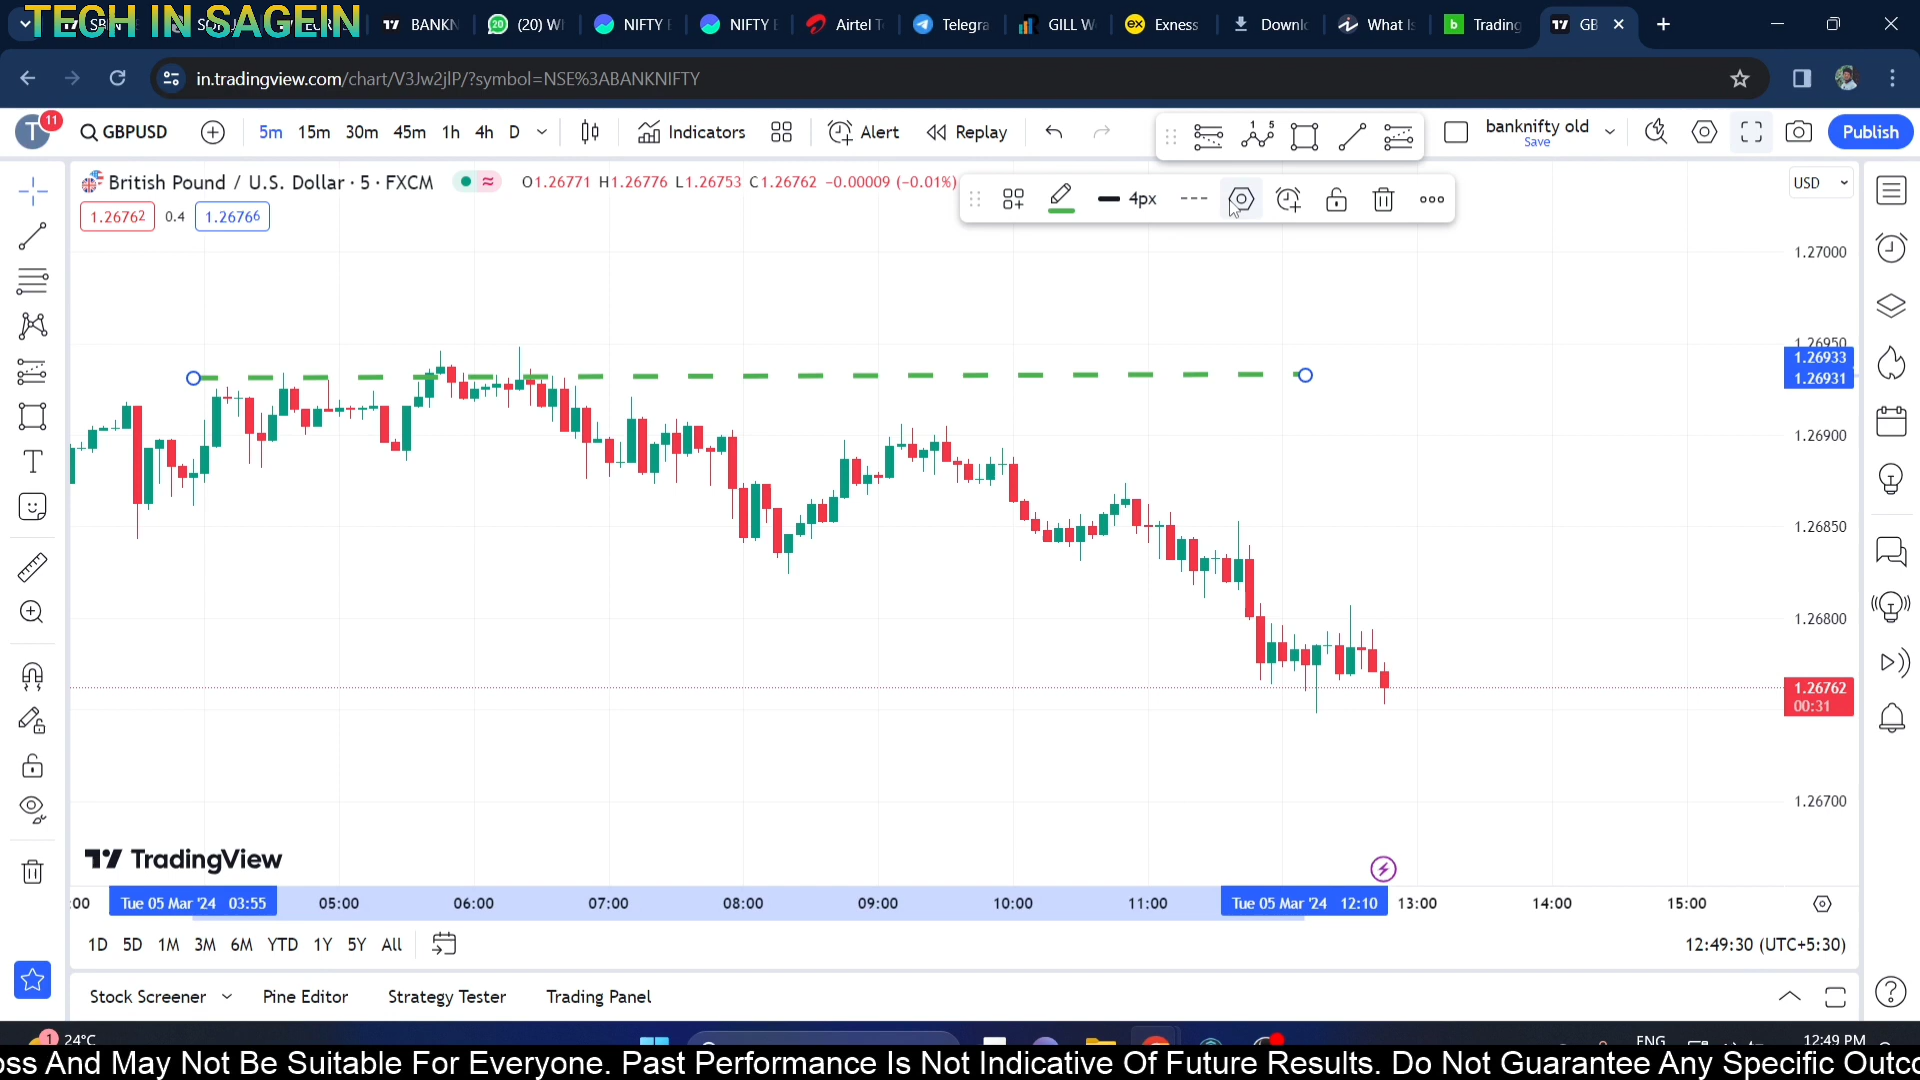 TECH IN SAGEIN
BANKN
(20) W
NIFTY
NIFTY
Airtel T
Telegra
GILL W
Exness
Downl
What Is
Trading
GB
in.tradingview.com/chart/V3Jw2jlP/?symbol=NSE%3ABANKNIFTY
T 11 GBPUSD 5m 15m 30m 45m 1h 4h D Indicators Alert Replay banknifty old Save Publish
British Pound / U.S. Dollar · 5 · FXCM O1.26771 H1.26776 L1.26753 C1.26762 -0.00009 (-0.01%) USD
1.26762 0.4 1.26766
4px
1.27000
1.26950
1.26933
1.26931
1.26900
1.26850
1.26800
1.26762
00:31
1.26700
TradingView
:00 Tue 05 Mar '24 03:55 05:00 06:00 07:00 08:00 09:00 10:00 11:00 Tue 05 Mar '24 12:10 13:00 14:00 15:00
1D 5D 1M 3M 6M YTD 1Y 5Y All 12:49:30 (UTC+5:30)
Stock Screener Pine Editor Strategy Tester Trading Panel
1 24°C ENG 12:49 PM
oss And May Not Be Suitable For Everyone. Past Performance Is Not Indicative Of Future Results. Do Not Guarantee Any Specific Outco